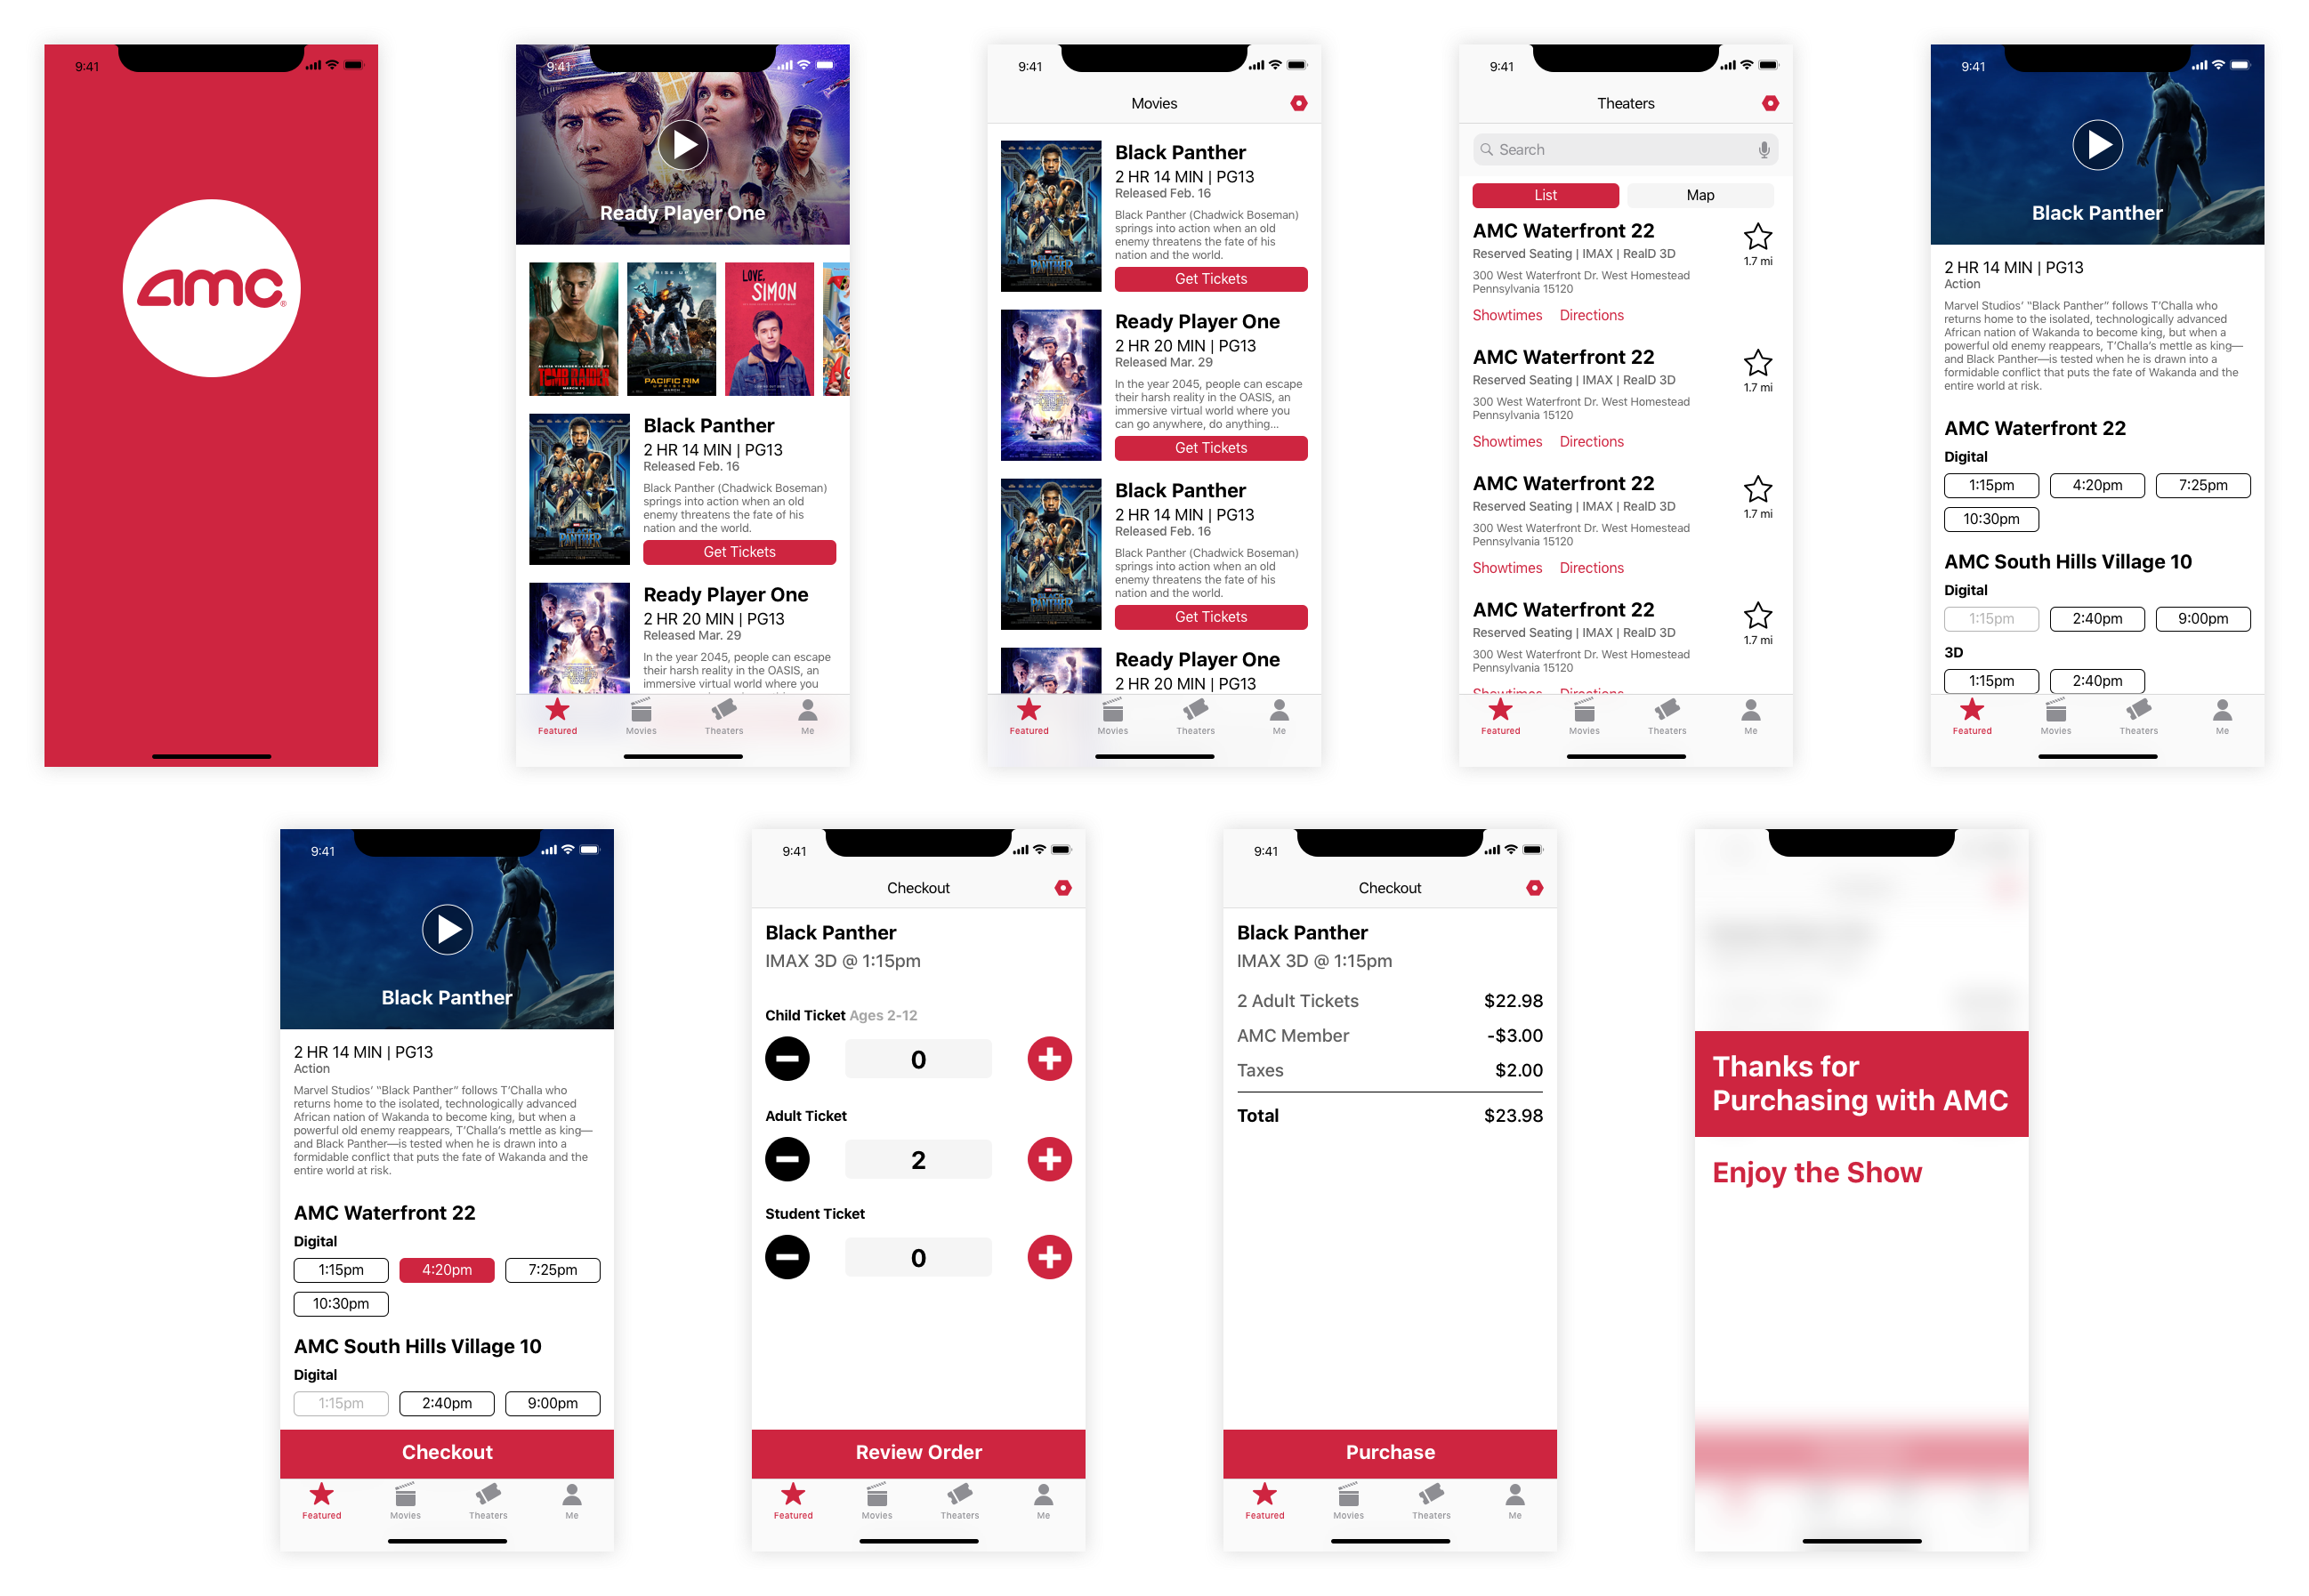 9:41
amc®
9:41
Ready Player One
TOMB RAIDER
MARCH 16
RISE UP
PACIFIC RIM
UPRISING
LOVE,
SIMON
Black Panther
2 HR 14 MIN | PG13
Released Feb. 16
Black Panther (Chadwick Boseman)
springs into action when an old
enemy threatens the fate of his
nation and the world.
Get Tickets
Ready Player One
2 HR 20 MIN | PG13
Released Mar. 29
In the year 2045, people can escape
their harsh reality in the OASIS, an
immersive virtual world where you
Featured
Movies
Theaters
Me
9:41
Movies
Black Panther
2 HR 14 MIN | PG13
Released Feb. 16
Black Panther (Chadwick Boseman)
springs into action when an old
enemy threatens the fate of his
nation and the world.
Get Tickets
Ready Player One
2 HR 20 MIN | PG13
Released Mar. 29
In the year 2045, people can escape
their harsh reality in the OASIS, an
immersive virtual world where you
can go anywhere, do anything...
Get Tickets
Black Panther
2 HR 14 MIN | PG13
Released Feb. 16
Black Panther (Chadwick Boseman)
springs into action when an old
enemy threatens the fate of his
nation and the world.
Get Tickets
Ready Player One
2 HR 20 MIN | PG13
Featured
Movies
Theaters
Me
9:41
Theaters
Search
List
Map
AMC Waterfront 22
Reserved Seating | IMAX | RealD 3D
1.7 mi
300 West Waterfront Dr. West Homestead
Pennsylvania 15120
Showtimes
Directions
AMC Waterfront 22
Reserved Seating | IMAX | RealD 3D
1.7 mi
300 West Waterfront Dr. West Homestead
Pennsylvania 15120
Showtimes
Directions
AMC Waterfront 22
Reserved Seating | IMAX | RealD 3D
1.7 mi
300 West Waterfront Dr. West Homestead
Pennsylvania 15120
Showtimes
Directions
AMC Waterfront 22
Reserved Seating | IMAX | RealD 3D
1.7 mi
300 West Waterfront Dr. West Homestead
Pennsylvania 15120
Showtimes
Directions
Featured
Movies
Theaters
Me
9:41
Black Panther
2 HR 14 MIN | PG13
Action
Marvel Studios’ “Black Panther” follows T’Challa who
returns home to the isolated, technologically advanced
African nation of Wakanda to become king, but when a
powerful old enemy reappears, T’Challa’s mettle as king—
and Black Panther—is tested when he is drawn into a
formidable conflict that puts the fate of Wakanda and the
entire world at risk.
AMC Waterfront 22
Digital
1:15pm
4:20pm
7:25pm
10:30pm
AMC South Hills Village 10
Digital
1:15pm
2:40pm
9:00pm
3D
1:15pm
2:40pm
Featured
Movies
Theaters
Me
9:41
Black Panther
2 HR 14 MIN | PG13
Action
Marvel Studios’ “Black Panther” follows T’Challa who
returns home to the isolated, technologically advanced
African nation of Wakanda to become king, but when a
powerful old enemy reappears, T’Challa’s mettle as king—
and Black Panther—is tested when he is drawn into a
formidable conflict that puts the fate of Wakanda and the
entire world at risk.
AMC Waterfront 22
Digital
1:15pm
4:20pm
7:25pm
10:30pm
AMC South Hills Village 10
Digital
1:15pm
2:40pm
9:00pm
Checkout
Featured
Movies
Theaters
Me
9:41
Checkout
Black Panther
IMAX 3D @ 1:15pm
Child Ticket Ages 2-12
0
Adult Ticket
2
Student Ticket
0
Review Order
Featured
Movies
Theaters
Me
9:41
Checkout
Black Panther
IMAX 3D @ 1:15pm
2 Adult Tickets $22.98
AMC Member -$3.00
Taxes $2.00
Total $23.98
Purchase
Featured
Movies
Theaters
Me
Thanks for
Purchasing with AMC
Enjoy the Show